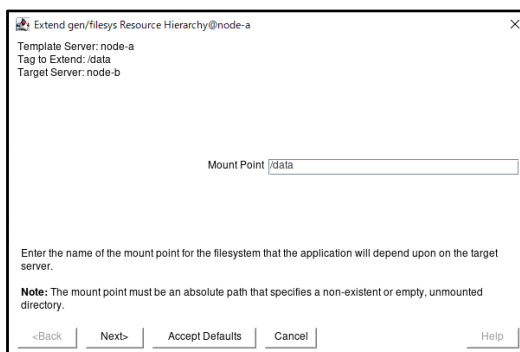 Extend gen/filesys Resource Hierarchy@node-a
Template Server: node-a
Tag to Extend: /data
Target Server: node-b
Mount Point /data
Enter the name of the mount point for the filesystem that the application will depend upon on the target
server.
Note: The mount point must be an absolute path that specifies a non-existent or empty, unmounted
directory.
<Back Next> Accept Defaults Cancel Help